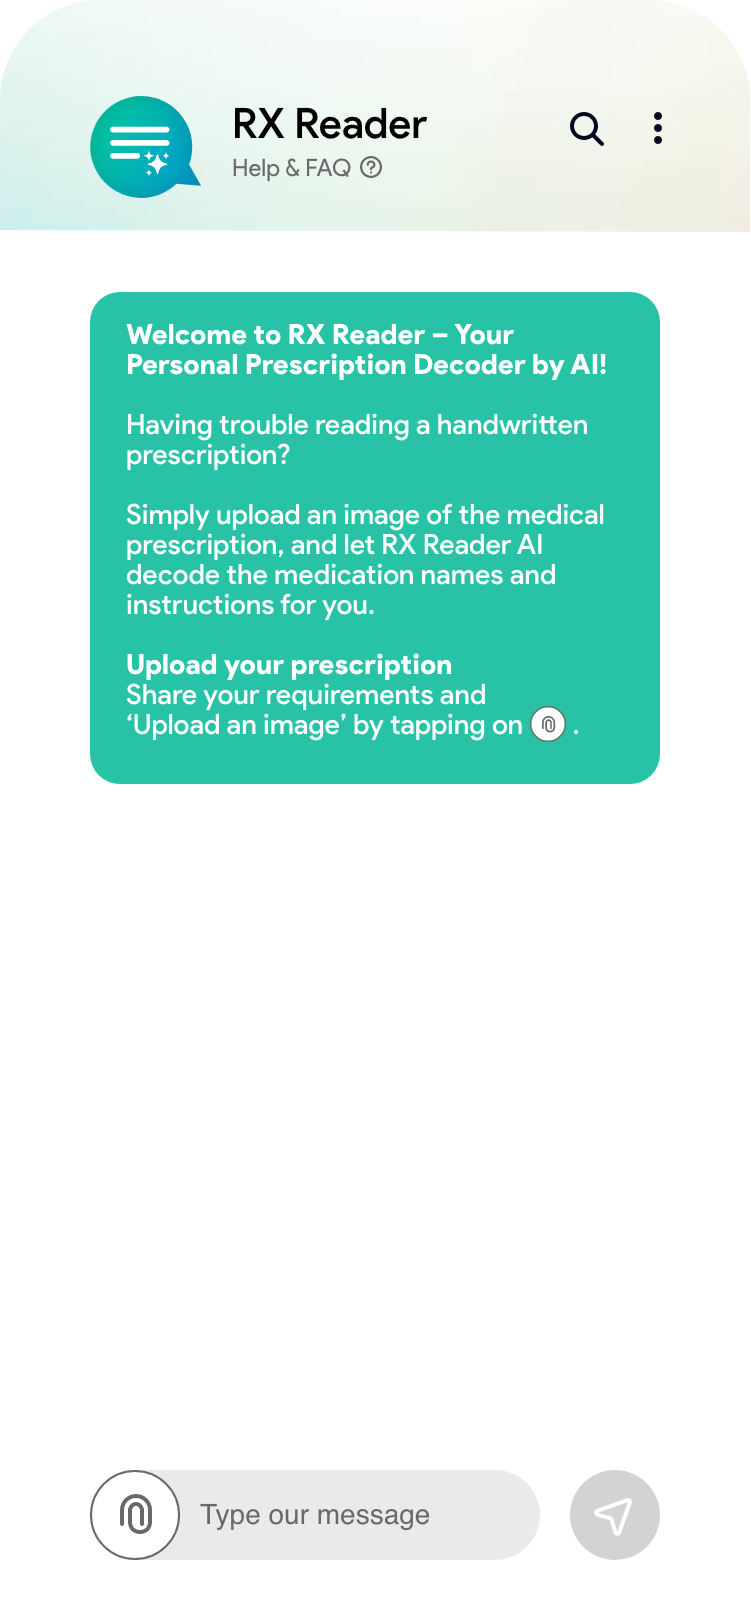 RX Reader
Help & FAQ
Welcome to RX Reader – Your
Personal Prescription Decoder by AI!
Having trouble reading a handwritten
prescription?
Simply upload an image of the medical
prescription, and let RX Reader AI
decode the medication names and
instructions for you.
Upload your prescription
Share your requirements and
‘Upload an image’ by tapping on .
Type our message